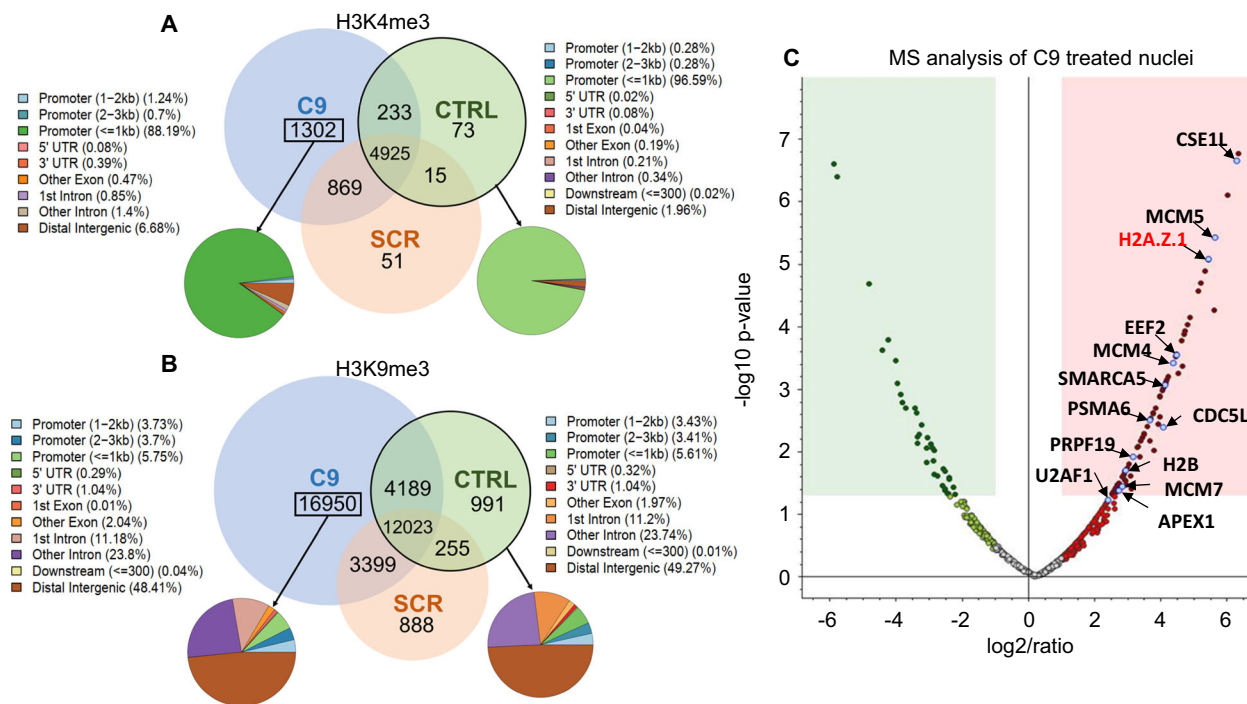 A
H3K4me3
Promoter (1-2kb) (1.24%)
Promoter (2-3kb) (0.7%)
Promoter (<=1kb) (88.19%)
5' UTR (0.08%)
3' UTR (0.39%)
Other Exon (0.47%)
1st Intron (0.85%)
Other Intron (1.4%)
Distal Intergenic (6.68%)
C9
1302
233
CTRL
73
4925
869
15
SCR
51
Promoter (1-2kb) (0.28%)
Promoter (2-3kb) (0.28%)
Promoter (<=1kb) (96.59%)
5' UTR (0.02%)
3' UTR (0.08%)
1st Exon (0.04%)
Other Exon (0.19%)
1st Intron (0.21%)
Other Intron (0.34%)
Downstream (<=300) (0.02%)
Distal Intergenic (1.96%)
B
H3K9me3
Promoter (1-2kb) (3.73%)
Promoter (2-3kb) (3.7%)
Promoter (<=1kb) (5.75%)
5' UTR (0.29%)
3' UTR (1.04%)
1st Exon (0.01%)
Other Exon (2.04%)
1st Intron (11.18%)
Other Intron (23.8%)
Downstream (<=300) (0.04%)
Distal Intergenic (48.41%)
C9
16950
4189
CTRL
991
12023
3399
255
SCR
888
Promoter (1-2kb) (3.43%)
Promoter (2-3kb) (3.41%)
Promoter (<=1kb) (5.61%)
5' UTR (0.32%)
3' UTR (1.04%)
Other Exon (1.97%)
1st Intron (11.2%)
Other Intron (23.74%)
Downstream (<=300) (0.01%)
Distal Intergenic (49.27%)
C
MS analysis of C9 treated nuclei
-log10 p-value
7
6
5
4
3
2
1
0
CSE1L
MCM5
H2A.Z.1
EEF2
MCM4
SMARCA5
PSMA6
CDC5L
PRPF19
H2B
U2AF1
MCM7
APEX1
-6
-4
-2
0
2
4
6
log2/ratio